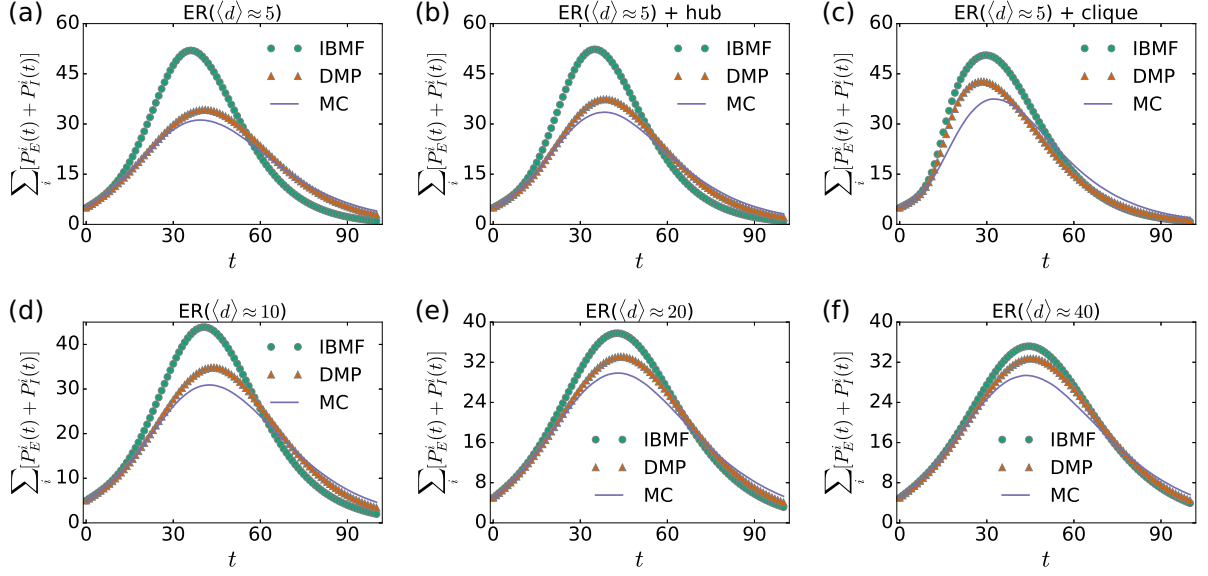 (a)
ER(⟨d⟩ ≈ 5)
60
45
30
15
0
∑_i [P_E^i(t) + P_I^i(t)]
IBMF
DMP
MC
0 30 60 90
t
(b)
ER(⟨d⟩ ≈ 5) + hub
60
45
30
15
0
∑_i [P_E^i(t) + P_I^i(t)]
IBMF
DMP
MC
0 30 60 90
t
(c)
ER(⟨d⟩ ≈ 5) + clique
60
45
30
15
0
∑_i [P_E^i(t) + P_I^i(t)]
IBMF
DMP
MC
0 30 60 90
t
(d)
ER(⟨d⟩ ≈ 10)
40
30
20
10
0
∑_i [P_E^i(t) + P_I^i(t)]
IBMF
DMP
MC
0 30 60 90
t
(e)
ER(⟨d⟩ ≈ 20)
40
32
24
16
8
0
∑_i [P_E^i(t) + P_I^i(t)]
IBMF
DMP
MC
0 30 60 90
t
(f)
ER(⟨d⟩ ≈ 40)
40
32
24
16
8
0
∑_i [P_E^i(t) + P_I^i(t)]
IBMF
DMP
MC
0 30 60 90
t